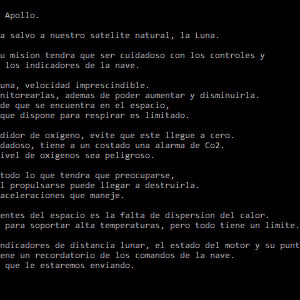 Apollo.
a salvo a nuestro satelite natural, la Luna.
u mision tendra que ser cuidadoso con los controles y
los indicadores de la nave.
una, velocidad imprescindible.
nitorearlas, ademas de poder aumentar y disminuirla.
de que se encuentra en el espacio,
que dispone para respirar es limitado.
didor de oxigeno, evite que este llegue a cero.
dadoso, tiene a un costado una alarma de Co2.
ivel de oxigenos sea peligroso.
todo lo que tendra que preocuparse,
l propulsarse puede llegar a destruirla.
aceleraciones que maneje.
entes del espacio es la falta de dispersion del calor.
para soportar alta temperaturas, pero todo tiene un limite.
ndicadores de distancia lunar, el estado del motor y su punt
ene un recordatorio de los comandos de la nave.
que le estaremos enviando.